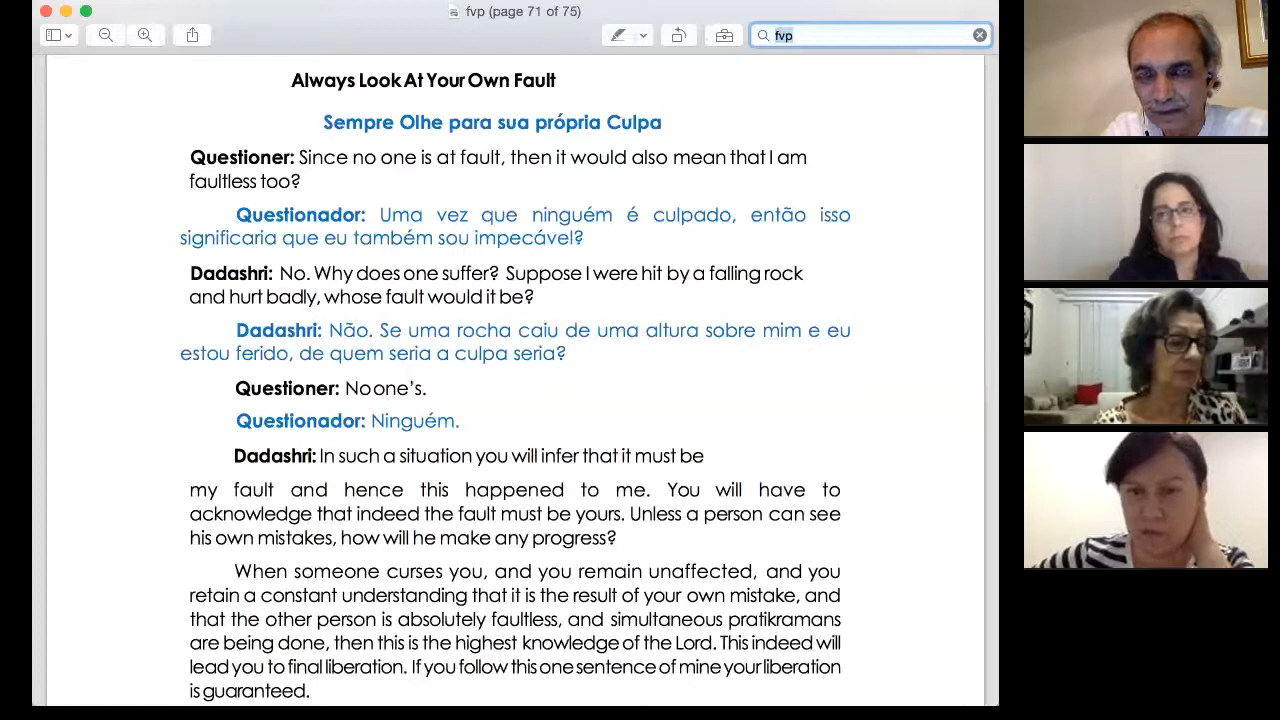 fvp (page 71 of 75)
fvp
Always Look At Your Own Fault
Sempre Olhe para sua própria Culpa
Questioner: Since no one is at fault, then it would also mean that I am
faultless too?
Questionador: Uma vez que ninguém é culpado, então isso
significaria que eu também sou impecável?
Dadashri: No. Why does one suffer? Suppose I were hit by a falling rock
and hurt badly, whose fault would it be?
Dadashri: Não. Se uma rocha caiu de uma altura sobre mim e eu
estou ferido, de quem seria a culpa seria?
Questioner: No one's.
Questionador: Ninguém.
Dadashri: In such a situation you will infer that it must be
my fault and hence this happened to me. You will have to
acknowledge that indeed the fault must be yours. Unless a person can see
his own mistakes, how will he make any progress?
When someone curses you, and you remain unaffected, and you
retain a constant understanding that it is the result of your own mistake, and
that the other person is absolutely faultless, and simultaneous pratikramans
are being done, then this is the highest knowledge of the Lord. This indeed will
lead you to final liberation. If you follow this one sentence of mine your liberation
is guaranteed.